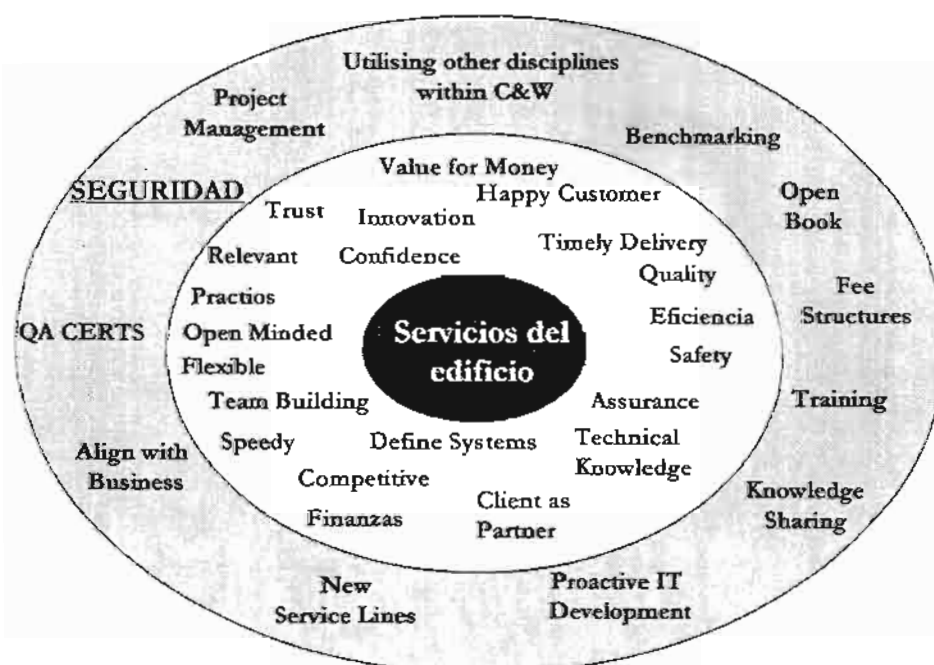 Utilising other disciplines
within C&W
Project
Management
Benchmarking
SEGURIDAD
Open
Book
Value for Money
Happy Customer
Trust
Innovation
Timely Delivery
Relevant
Confidence
Quality
Practios
Fee
Structures
QA CERTS
Open Minded
Eficiencia
Servicios del
edificio
Flexible
Safety
Team Building
Assurance
Training
Speedy
Define Systems
Technical
Knowledge
Align with
Business
Competitive
Client as
Partner
Knowledge
Sharing
Finanzas
New
Service Lines
Proactive IT
Development